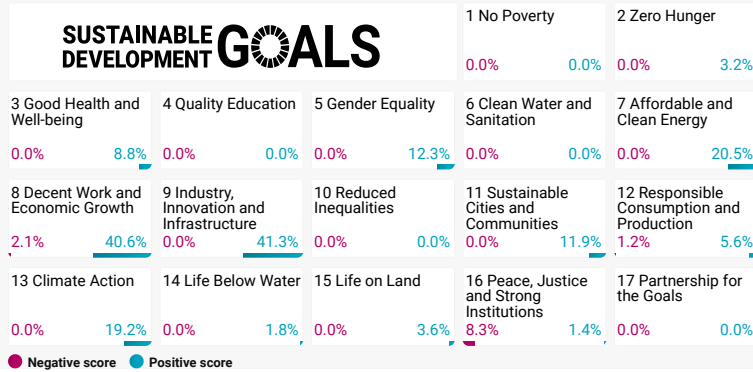 SUSTAINABLE
DEVELOPMENT
GOALS
1 No Poverty
0.0% 0.0%
2 Zero Hunger
0.0% 3.2%
3 Good Health and
Well-being
0.0% 8.8%
4 Quality Education
0.0% 0.0%
5 Gender Equality
0.0% 12.3%
6 Clean Water and
Sanitation
0.0% 0.0%
7 Affordable and
Clean Energy
0.0% 20.5%
8 Decent Work and
Economic Growth
2.1% 40.6%
9 Industry,
Innovation and
Infrastructure
0.0% 41.3%
10 Reduced
Inequalities
0.0% 0.0%
11 Sustainable
Cities and
Communities
0.0% 11.9%
12 Responsible
Consumption and
Production
1.2% 5.6%
13 Climate Action
0.0% 19.2%
14 Life Below Water
0.0% 1.8%
15 Life on Land
0.0% 3.6%
16 Peace, Justice
and Strong
Institutions
8.3% 1.4%
17 Partnership for
the Goals
0.0% 0.0%
Negative score Positive score